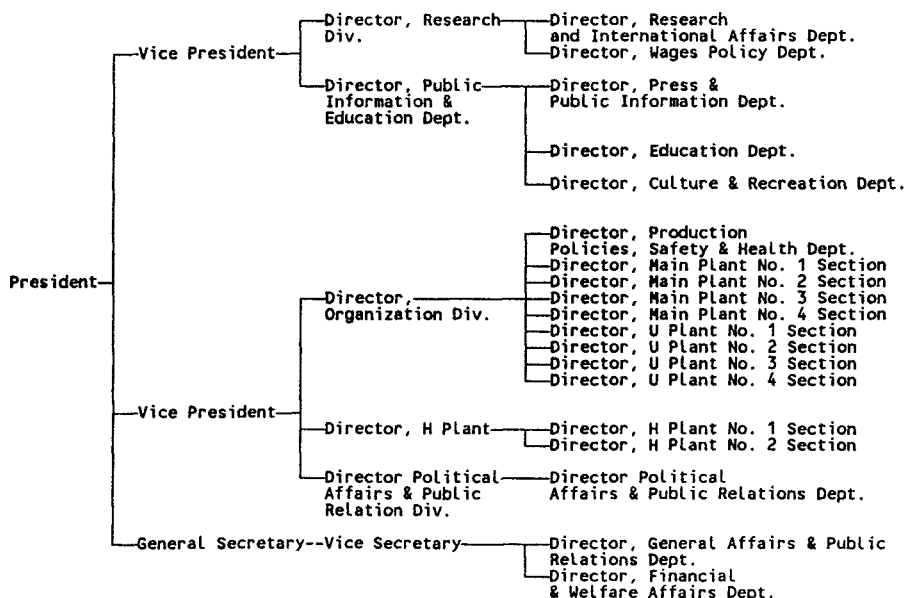 President
Vice President
Director, Research
Div.
Director, Research
and International Affairs Dept.
Director, Wages Policy Dept.
Director, Public
Information &
Education Dept.
Director, Press &
Public Information Dept.
Director, Education Dept.
Director, Culture & Recreation Dept.
Vice President
Director,
Organization Div.
Director, Production
Policies, Safety & Health Dept.
Director, Main Plant No. 1 Section
Director, Main Plant No. 2 Section
Director, Main Plant No. 3 Section
Director, Main Plant No. 4 Section
Director, U Plant No. 1 Section
Director, U Plant No. 2 Section
Director, U Plant No. 3 Section
Director, U Plant No. 4 Section
Director, H Plant
Director, H Plant No. 1 Section
Director, H Plant No. 2 Section
Director Political
Affairs & Public
Relation Div.
Director Political
Affairs & Public Relations Dept.
General Secretary--Vice Secretary
Director, General Affairs & Public
Relations Dept.
Director, Financial
& Welfare Affairs Dept.